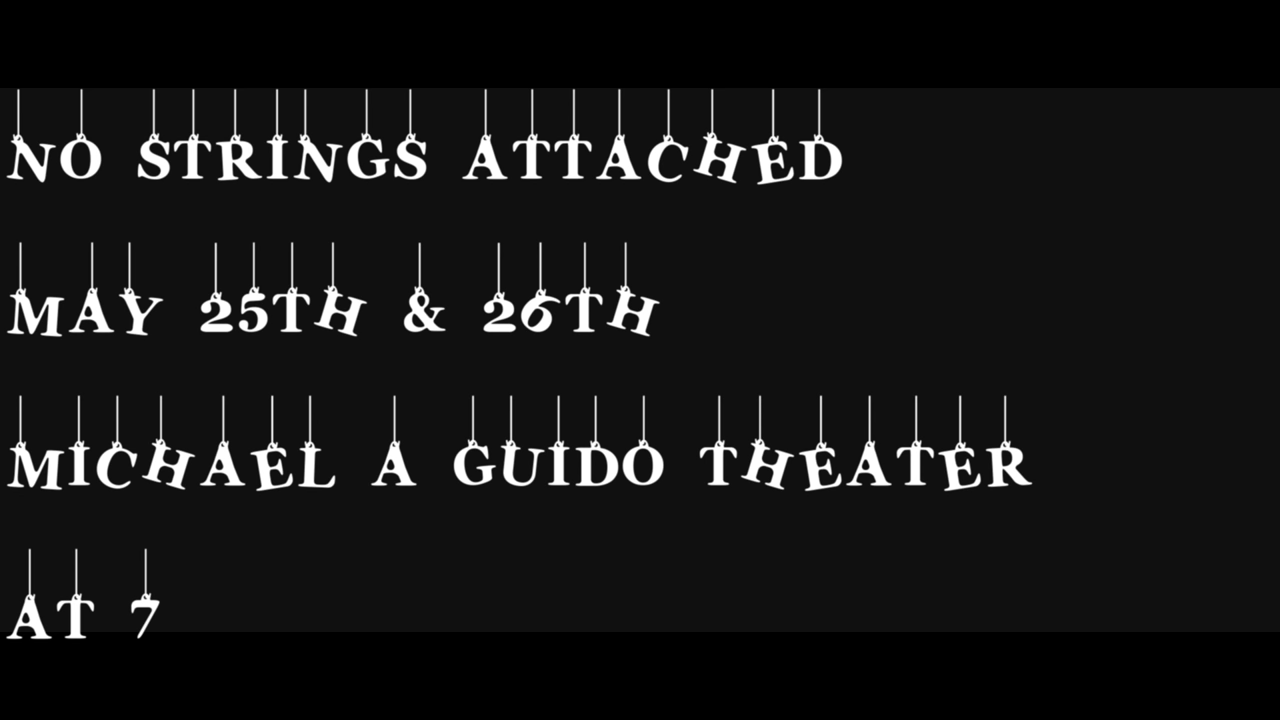 NO STRINGS ATTACHED
MAY 25TH & 26TH
MICHAEL A GUIDO THEATER
AT 7